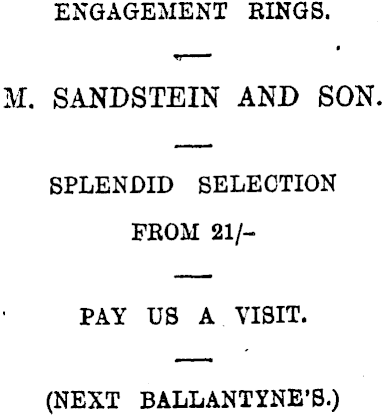 ENGAGEMENT RINGS.
M. SANDSTEIN AND SON.
SPLENDID SELECTION
FROM 21/-
PAY US A VISIT.
(NEXT BALLANTYNE'S.)